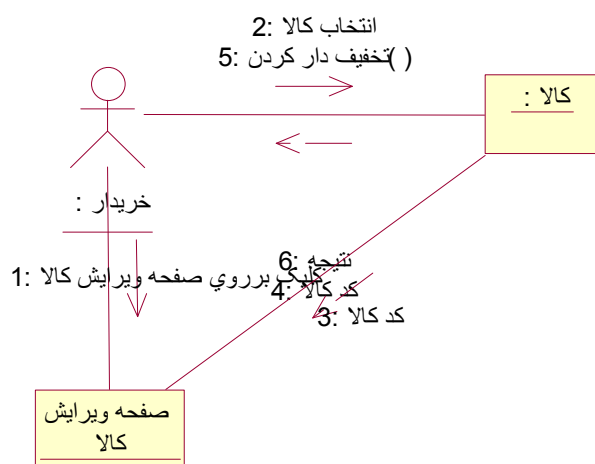 2: انتخاب کالا
5: تخفیف دار کردن( )
: کالا
: خریدار
6: نتیجه
1: کلیک برروي صفحه ویرایش کالا
4: کد کالا
3: کد کالا
صفحه ویرایش
کالا